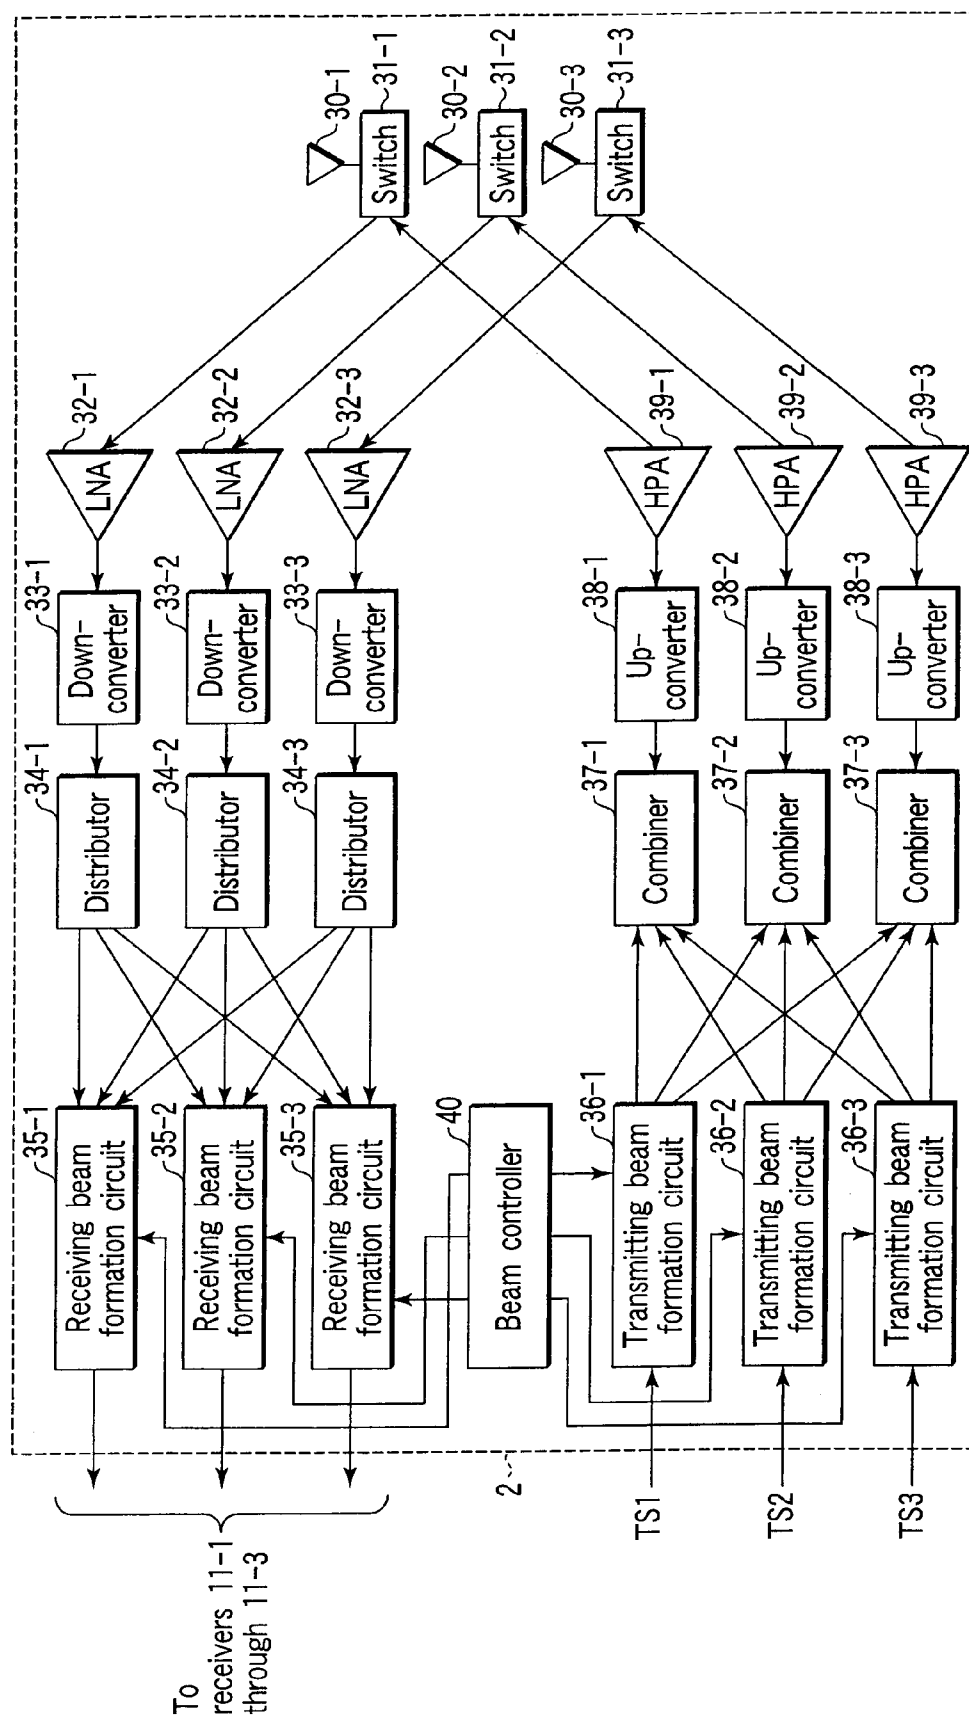 To
receivers 11-1
through 11-3
35-1
Receiving beam
formation circuit
35-2
Receiving beam
formation circuit
35-3
Receiving beam
formation circuit
34-1
Distributor
34-2
Distributor
34-3
Distributor
33-1
Down-
converter
33-2
Down-
converter
33-3
Down-
converter
32-1
LNA
32-2
LNA
32-3
LNA
30-1
31-1
Switch
30-2
31-2
Switch
30-3
31-3
Switch
40
Beam controller
2
TS1
TS2
TS3
36-1
Transmitting beam
formation circuit
36-2
Transmitting beam
formation circuit
36-3
Transmitting beam
formation circuit
37-1
Combiner
37-2
Combiner
37-3
Combiner
38-1
Up-
converter
38-2
Up-
converter
38-3
Up-
converter
39-1
HPA
39-2
HPA
39-3
HPA